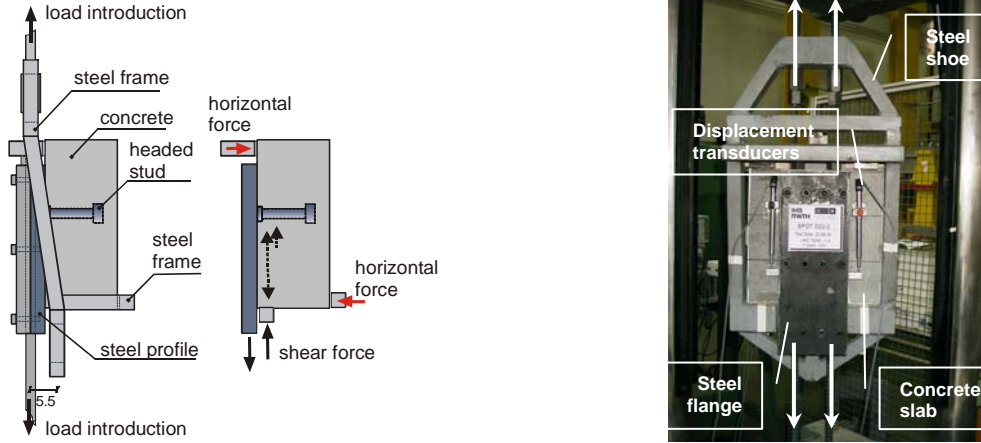 load introduction
steel frame
concrete
headed
stud
steel
frame
steel profile
5.5
load introduction
horizontal
force
horizontal
force
shear force
Steel
shoe
Displacement
transducers
Steel
flange
Concrete
slab